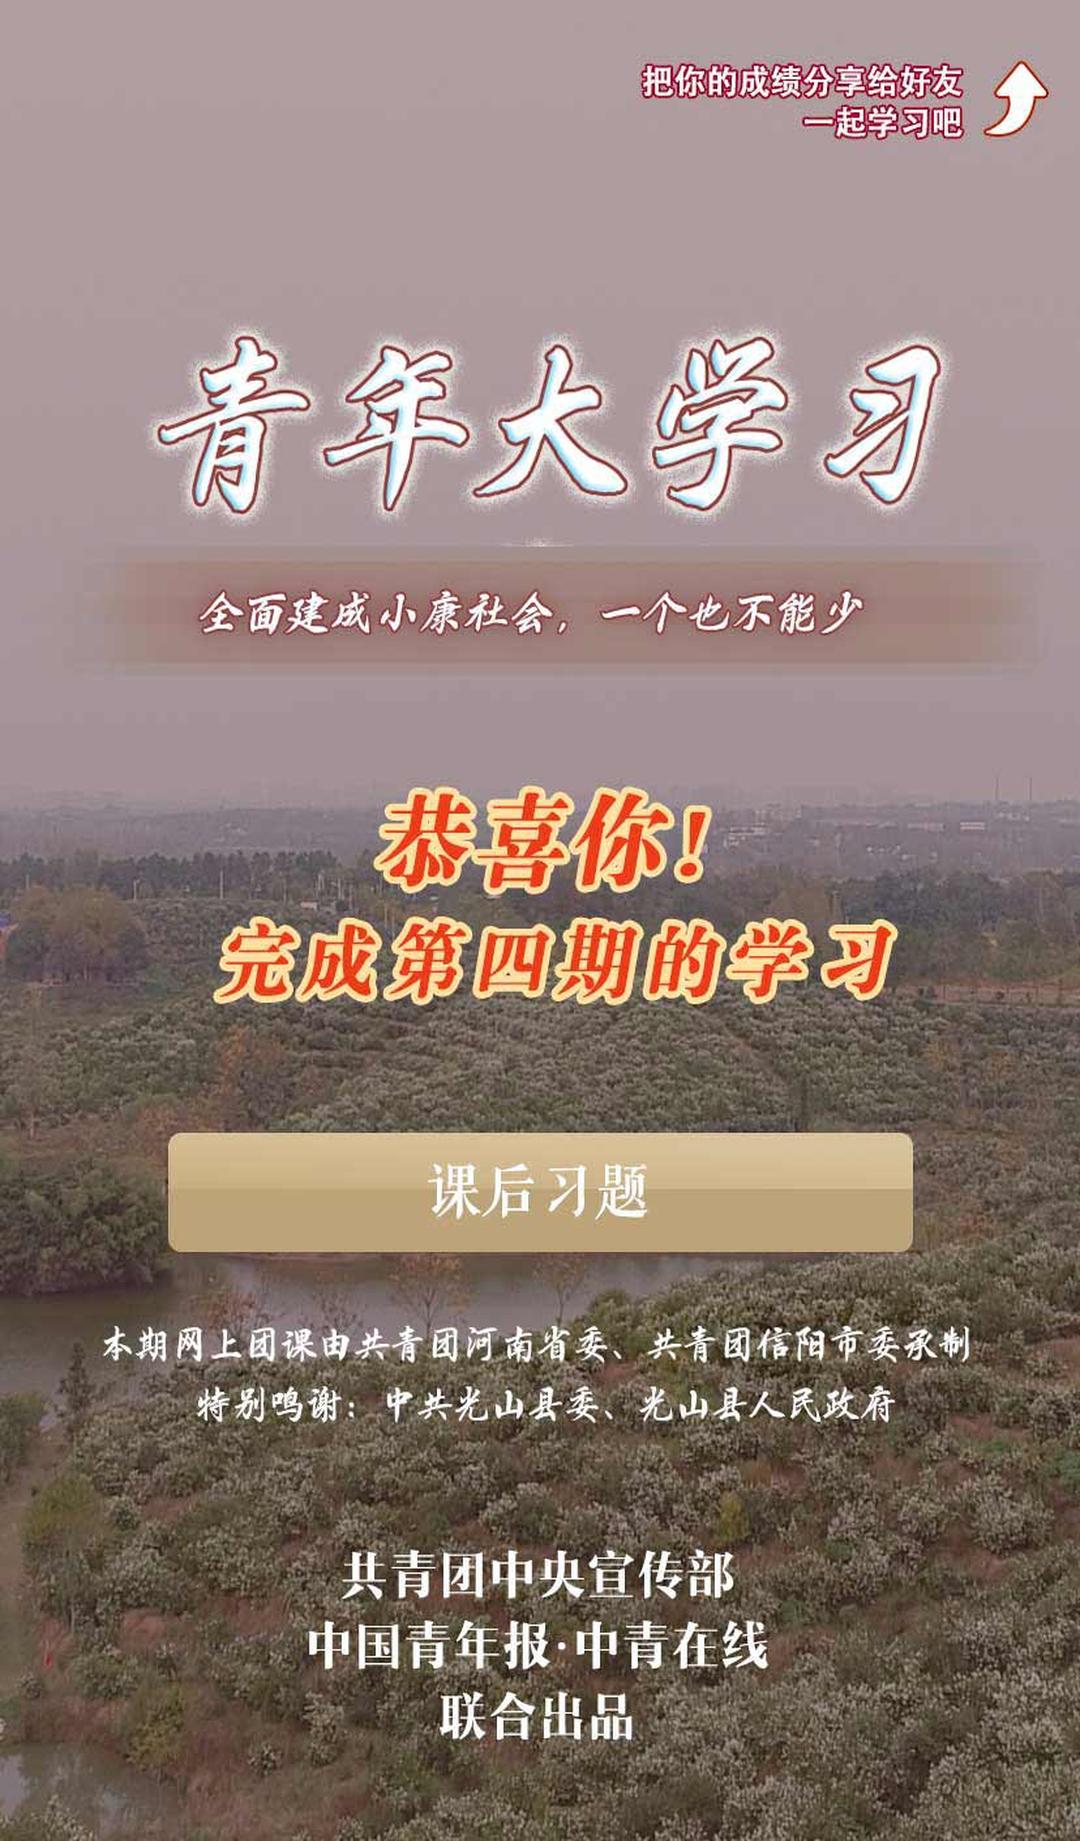 把你的成绩分享给好友
一起学习吧
青年大学习
全面建成小康社会，一个也不能少
恭喜你！
完成第四期的学习
课后习题
本期网上团课由共青团河南省委、共青团信阳市委承制
特别鸣谢：中共光山县委、光山县人民政府
共青团中央宣传部
中国青年报·中青在线
联合出品